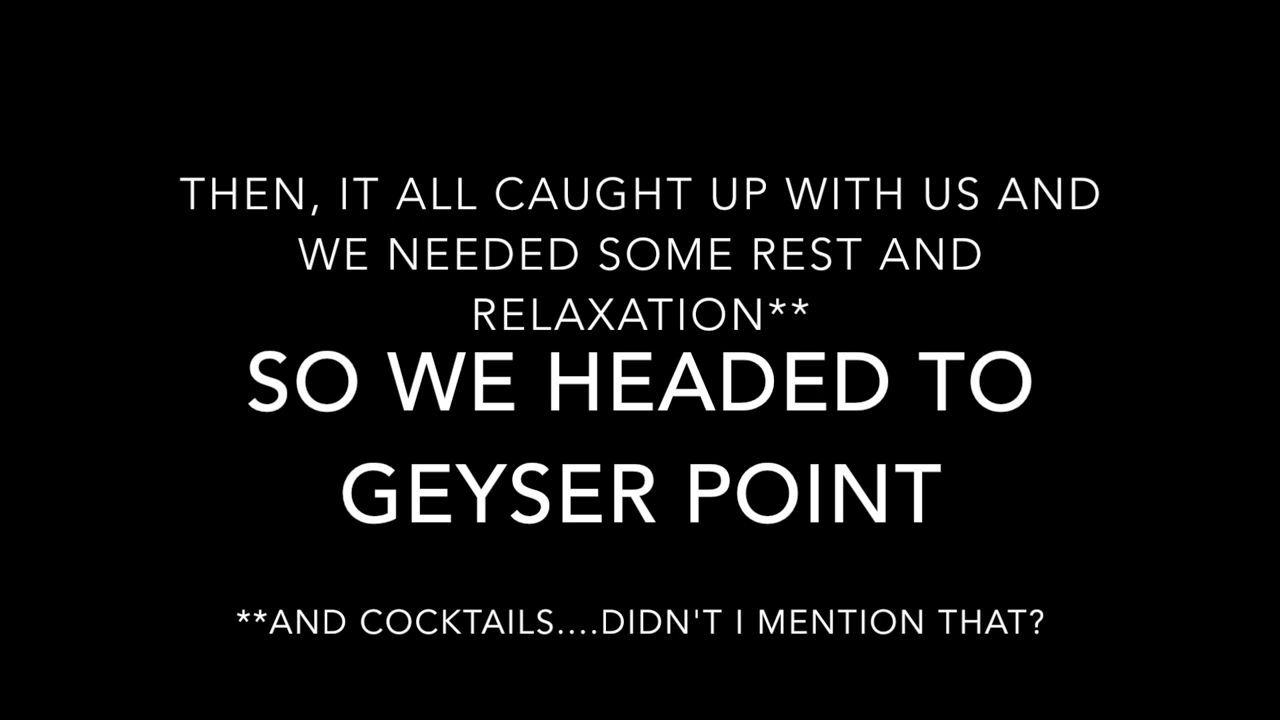 THEN, IT ALL CAUGHT UP WITH US AND
WE NEEDED SOME REST AND
RELAXATION**
SO WE HEADED TO
GEYSER POINT
**AND COCKTAILS....DIDN'T I MENTION THAT?